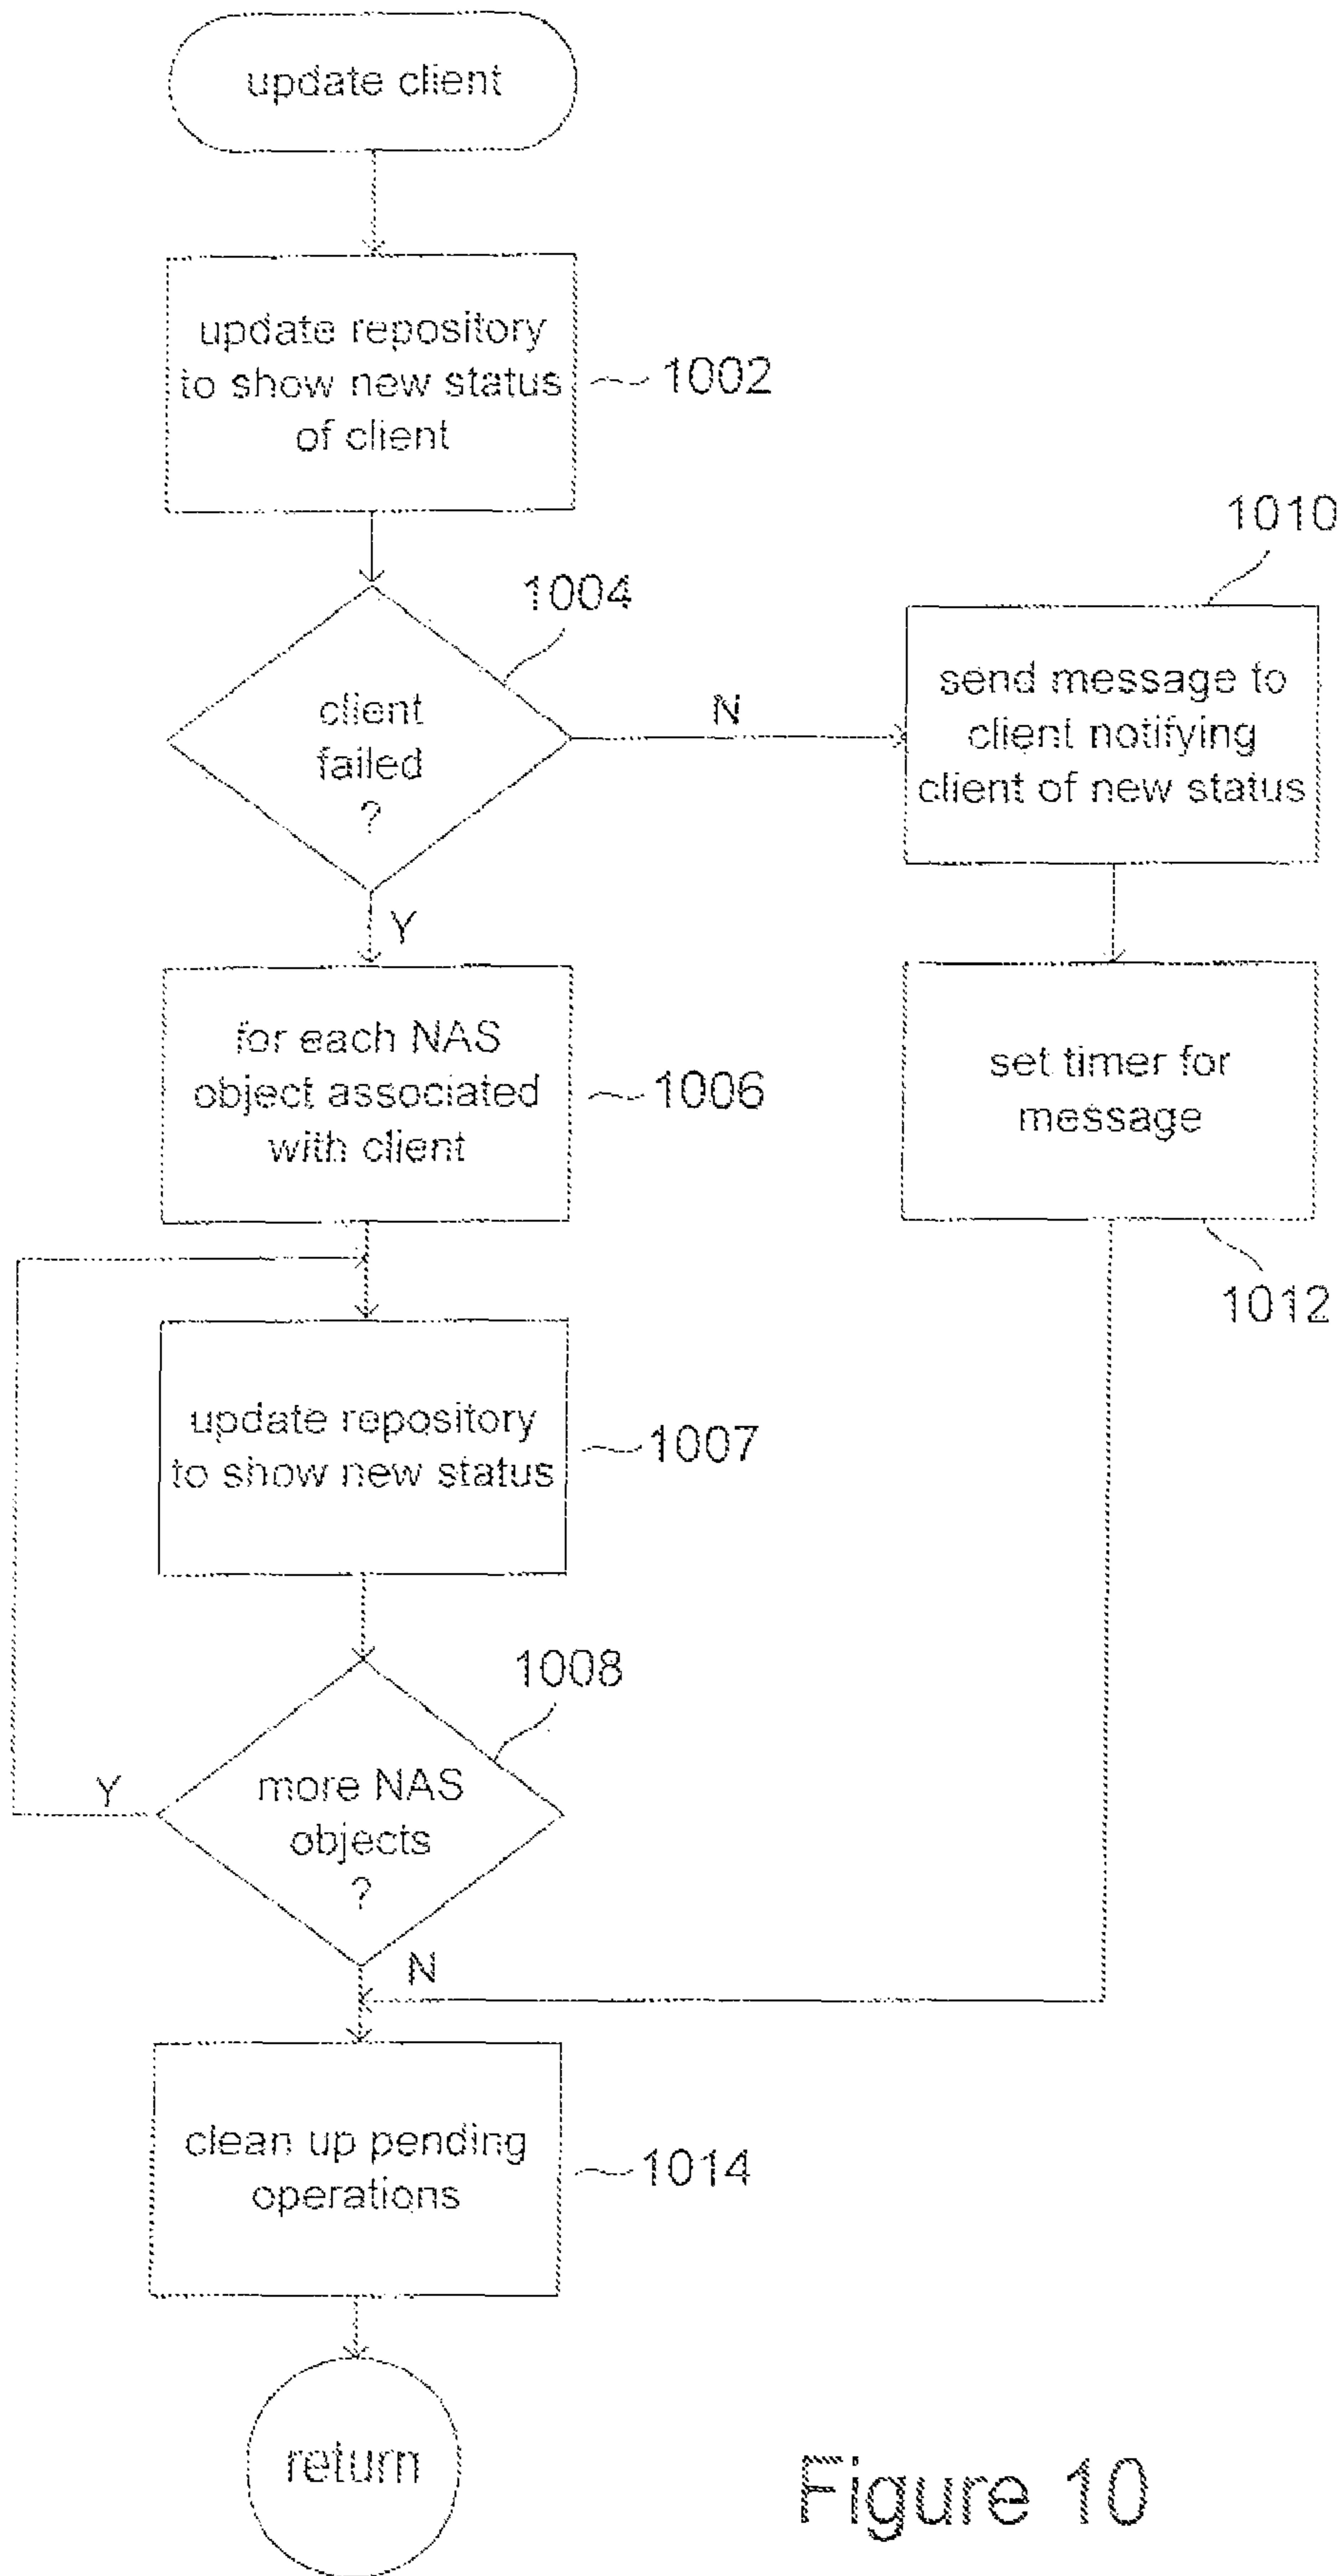 update client
update repository
to show new status
of client
1002
1004
client
failed
?
N
Y
1010
send message to
client notifying
client of new status
for each NAS
object associated
with client
1006
set timer for
message
1012
update repository
to show new status
1007
1008
more NAS
objects
?
Y
N
clean up pending
operations
1014
return
Figure 10